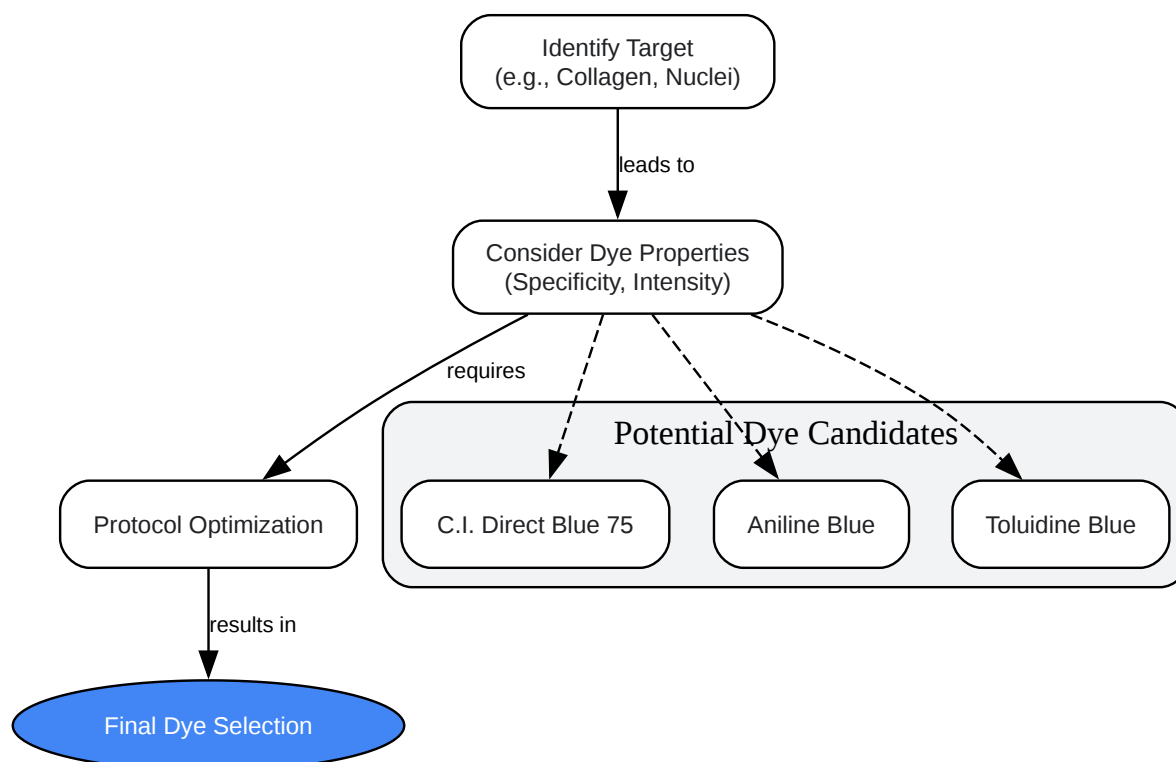 Identify Target
(e.g., Collagen, Nuclei)
leads to
Consider Dye Properties
(Specificity, Intensity)
requires
Potential Dye Candidates
Protocol Optimization
C.I. Direct Blue 75
Aniline Blue
Toluidine Blue
results in
Final Dye Selection